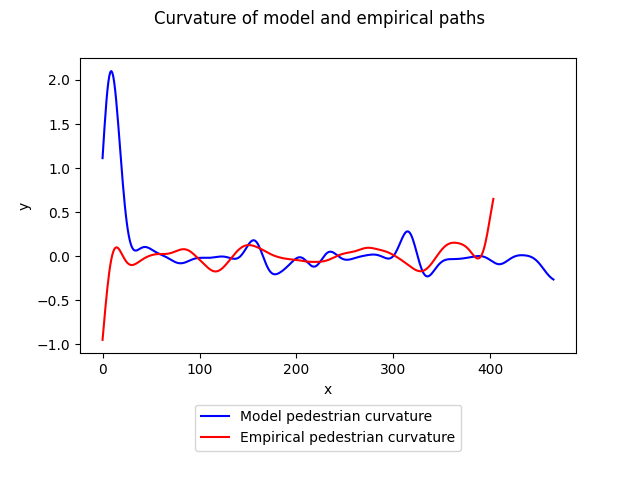 Curvature of model and empirical paths
2.0
1.5
1.0
0.5
0.0
−0.5
−1.0
y
0 100 200 300 400
x
Model pedestrian curvature
Empirical pedestrian curvature